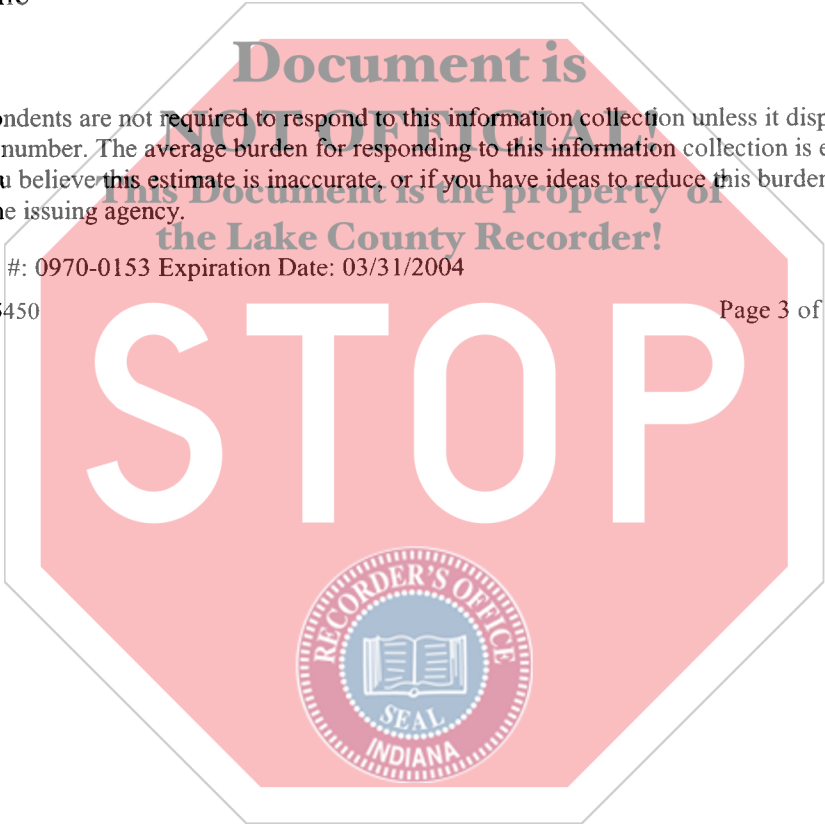 Document is
NOT OFFICIAL!
ondents are not required to respond to this information collection unless it disp
number. The average burden for responding to this information collection is e
u believe this estimate is inaccurate, or if you have ideas to reduce this burden
This Document is the property of
e issuing agency.
the Lake County Recorder!
#: 0970-0153 Expiration Date: 03/31/2004
5450
Page 3 of
STOP
RECORDER'S OFFICE
SEAL
INDIANA